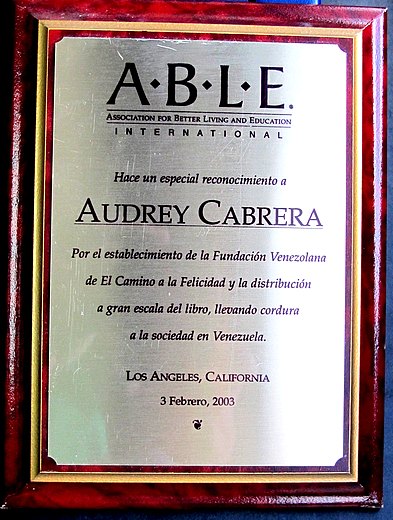 A·B·L·E.
ASSOCIATION FOR BETTER LIVING AND EDUCATION
INTERNATIONAL
Hace un especial reconocimiento a
AUDREY CABRERA
Por el establecimiento de la Fundación Venezolana
de El Camino a la Felicidad y la distribución
a gran escala del libro, llevando cordura
a la sociedad en Venezuela.
LOS ANGELES, CALIFORNIA
3 Febrero, 2003